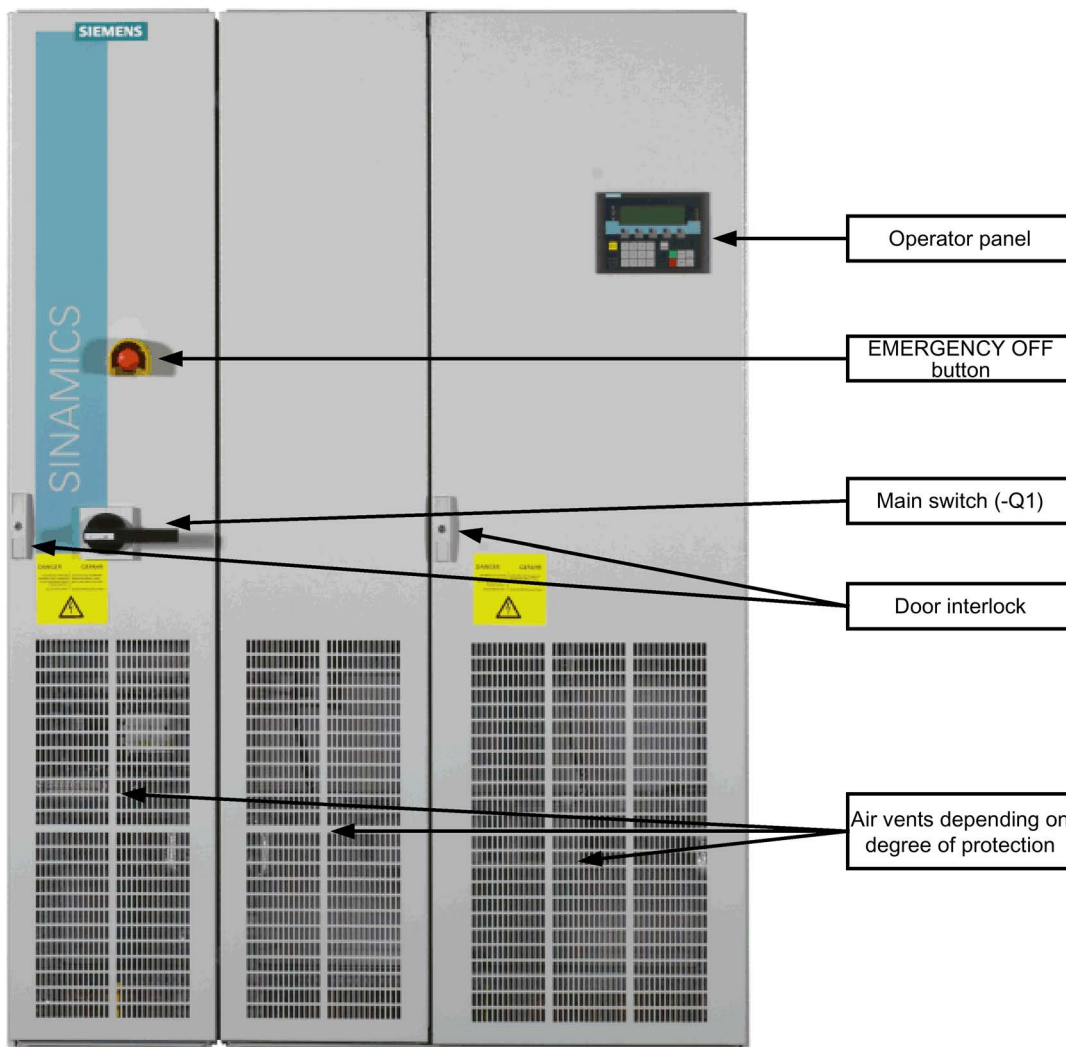 SIEMENS
SINAMICS
Operator panel
EMERGENCY OFF
button
Main switch (-Q1)
DANGER GEFAHR
DANGER GEFAHR
Door interlock
Air vents depending on
degree of protection